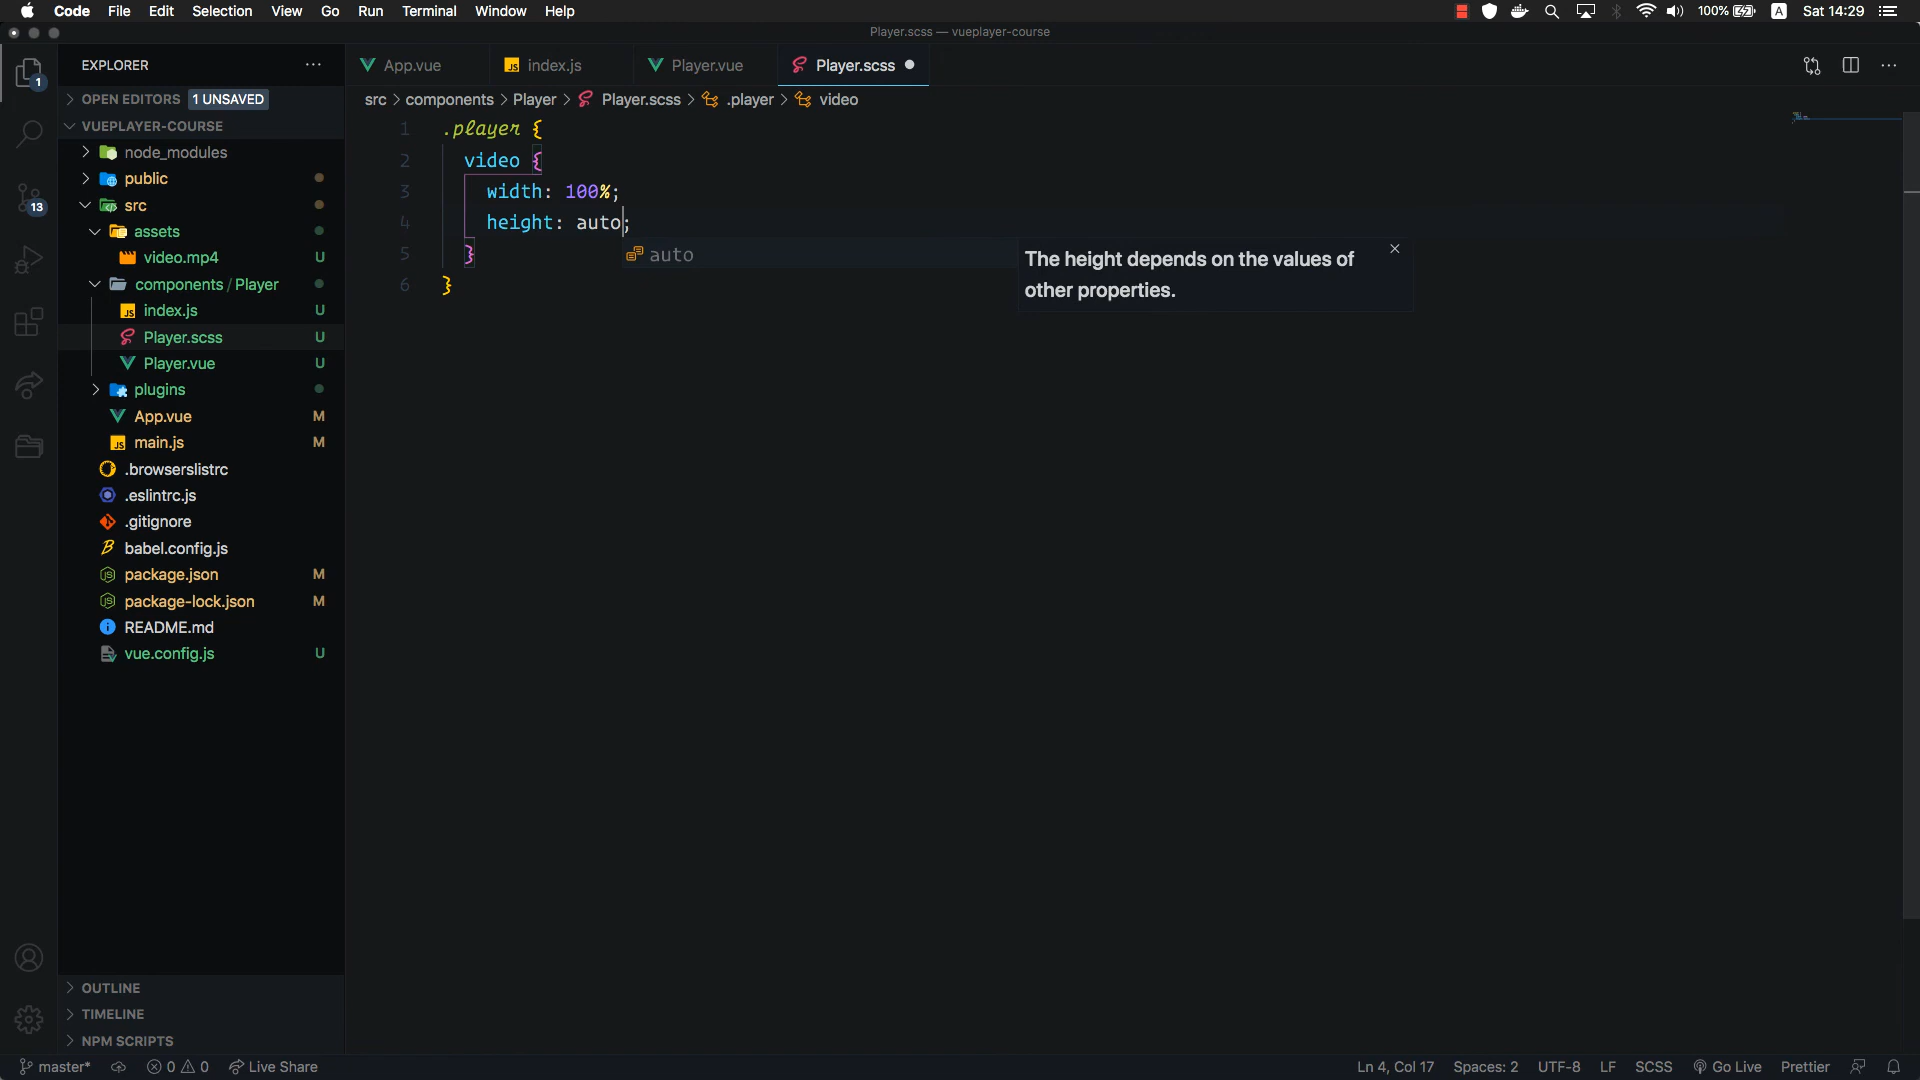 Code File Edit Selection View Go Run Terminal Window Help 100% A Sat 14:29
Player.scss — vueplayer-course
EXPLORER
OPEN EDITORS 1 UNSAVED
VUEPLAYER-COURSE
node_modules
public
src
assets
video.mp4 U
components / Player
index.js U
Player.scss U
Player.vue U
plugins
App.vue M
main.js M
.browserslistrc
.eslintrc.js
.gitignore
babel.config.js
package.json M
package-lock.json M
README.md
vue.config.js U
OUTLINE
TIMELINE
NPM SCRIPTS
1
13
App.vue index.js Player.vue Player.scss
src > components > Player > Player.scss > .player > video
1 .player {
2 video {
3 width: 100%;
4 height: auto;
5 }
6 }
auto
The height depends on the values of
other properties.
master* 0 0 Live Share Ln 4, Col 17 Spaces: 2 UTF-8 LF SCSS Go Live Prettier